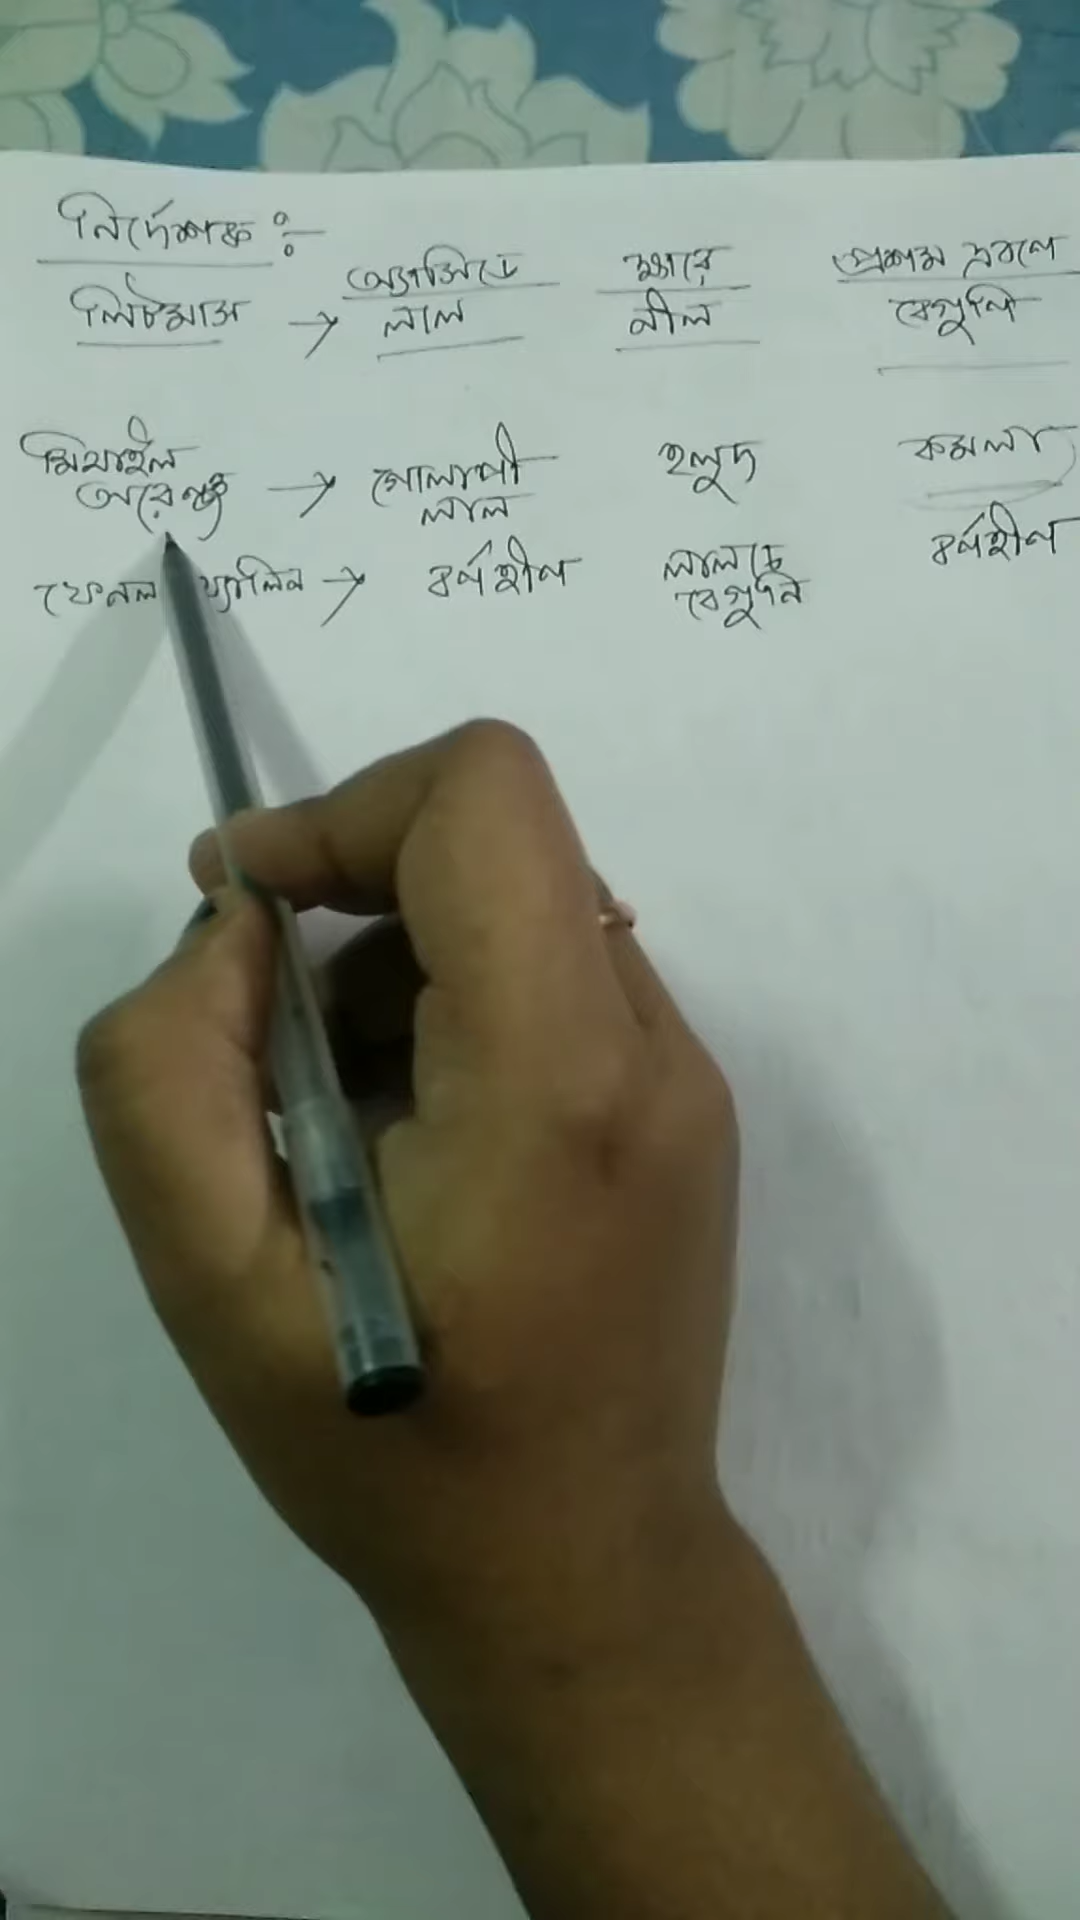 নির্দেশক :-
অ্যাসিডে ক্ষারে প্রশম দ্রবণে
লিটমাস → লাল নীল বেগুনি
মিথাইল অরেঞ্জ → গোলাপী লাল হলুদ কমলা
ফেনল থ্যালিন → বর্ণহীন লালচে বেগুনি বর্ণহীন